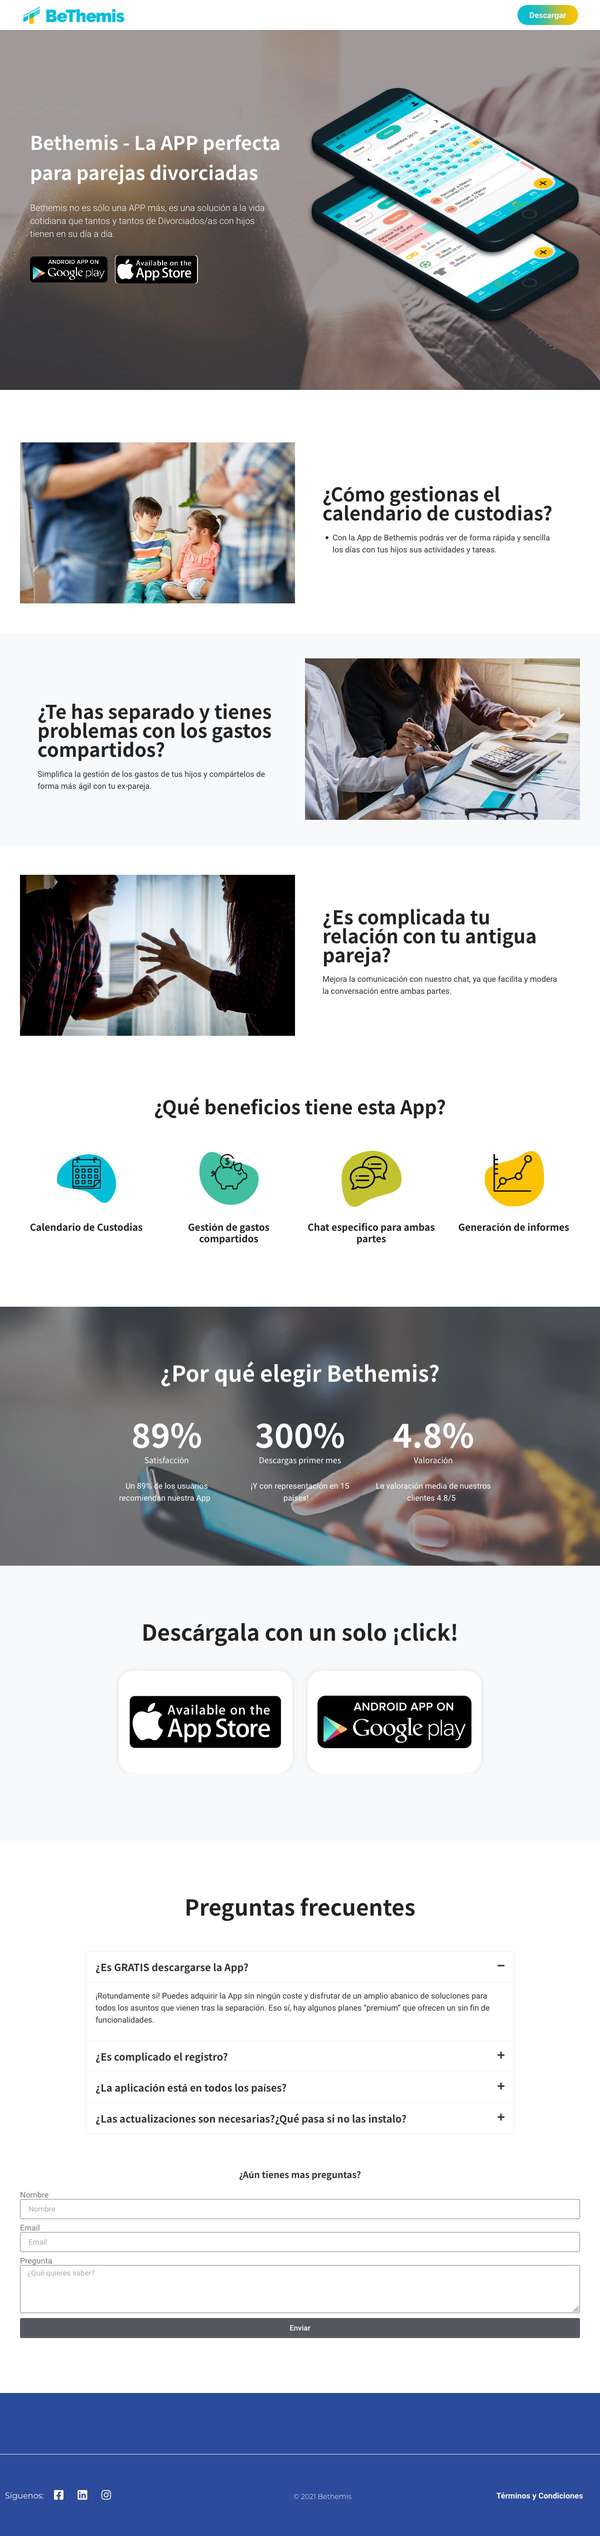 BeThemis
Descargar
Bethemis - La APP perfecta
para parejas divorciadas
Bethemis no es sólo una APP más, es una solución a la vida
cotidiana que tantos y tantos de Divorciados/as con hijos
tienen en su día a día.
ANDROID APP ON
Google play
Available on the
App Store
¿Cómo gestionas el
calendario de custodias?
Con la App de Bethemis podrás ver de forma rápida y sencilla
los días con tus hijos sus actividades y tareas.
¿Te has separado y tienes
problemas con los gastos
compartidos?
Simplifica la gestión de los gastos de tus hijos y compártelos de
forma más ágil con tu ex-pareja.
¿Es complicada tu
relación con tu antigua
pareja?
Mejora la comunicación con nuestro chat, ya que facilita y modera
la conversación entre ambas partes.
¿Qué beneficios tiene esta App?
Calendario de Custodias
Gestión de gastos
compartidos
Chat especifico para ambas
partes
Generación de informes
¿Por qué elegir Bethemis?
89%
Satisfacción
Un 89% de los usuarios
recomiendan nuestra App
300%
Descargas primer mes
¡Y con representación en 15
países!
4.8%
Valoración
La valoración media de nuestros
clientes 4.8/5
Descárgala con un solo ¡click!
Available on the
App Store
ANDROID APP ON
Google play
Preguntas frecuentes
¿Es GRATIS descargarse la App?
¡Rotundamente sí! Puedes adquirir la App sin ningún coste y disfrutar de un amplio abanico de soluciones para
todos los asuntos que vienen tras la separación. Eso sí, hay algunos planes "premium" que ofrecen un sin fin de
funcionalidades.
¿Es complicado el registro?
¿La aplicación está en todos los países?
¿Las actualizaciones son necesarias?¿Qué pasa si no las instalo?
¿Aún tienes mas preguntas?
Nombre
Nombre
Email
Email
Pregunta
¿Qué quieres saber?
Enviar
Síguenos:
© 2021 Bethemis
Términos y Condiciones